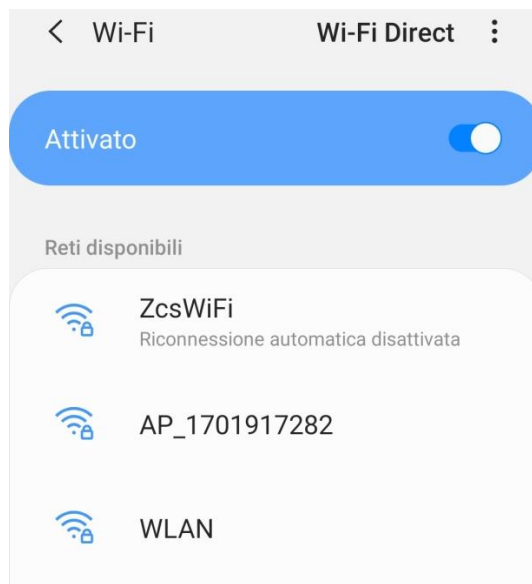 Wi-Fi Wi-Fi Direct
Attivato
Reti disponibili
ZcsWiFi
Riconnessione automatica disattivata
AP_1701917282
WLAN